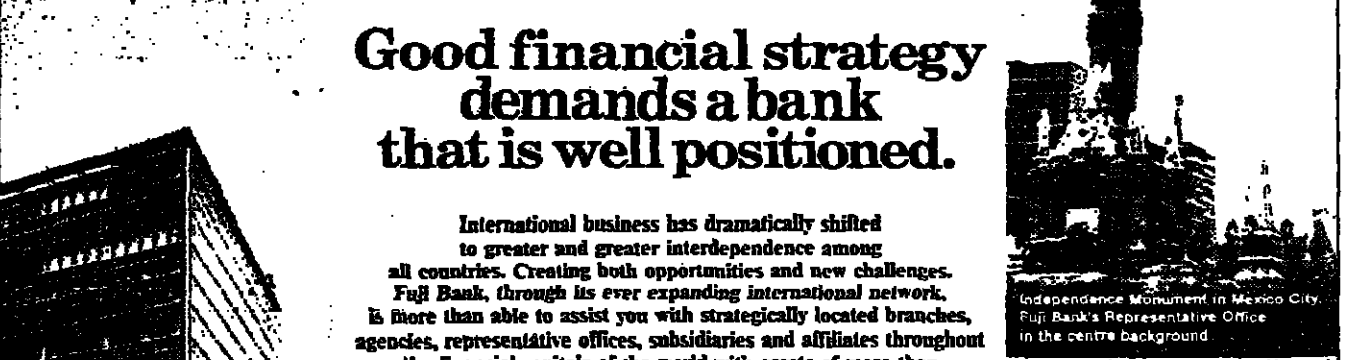 Good financial strategy
demands a bank
that is well positioned.
International business has dramatically shifted
to greater and greater interdependence among
all countries. Creating both opportunities and new challenges.
Fuji Bank, through its ever expanding international network,
is more than able to assist you with strategically located branches,
agencies, representative offices, subsidiaries and affiliates throughout
Independence Monument in Mexico City.
Fuji Bank's Representative Office
in the centre background.